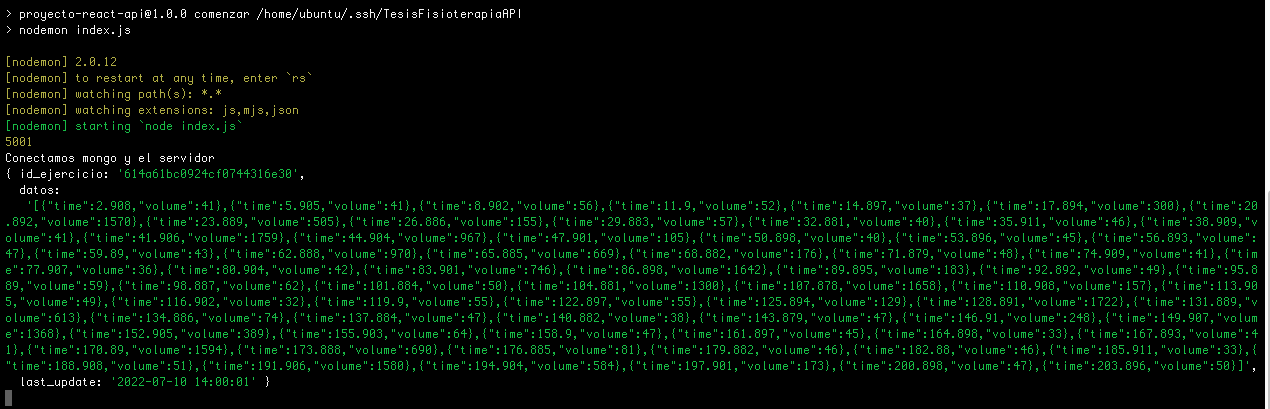 > proyecto-react-api@1.0.0 comenzar /home/ubuntu/.ssh/TesisFisioterapiaAPI
> nodemon index.js
[nodemon] 2.0.12
[nodemon] to restart at any time, enter `rs`
[nodemon] watching path(s): *.*
[nodemon] watching extensions: js,mjs,json
[nodemon] starting `node index.js`
5001
Conectamos mongo y el servidor
{ id_ejercicio: '614a61bc0924cf0744316e30',
datos:
'[{"time":2.908,"volume":41},{"time":5.905,"volume":41},{"time":8.902,"volume":56},{"time":11.9,"volume":52},{"time":14.897,"volume":37},{"time":17.894,"volume":300},{"time":20
.892,"volume":1570},{"time":23.889,"volume":505},{"time":26.886,"volume":155},{"time":29.883,"volume":57},{"time":32.881,"volume":40},{"time":35.911,"volume":46},{"time":38.909,"v
olume":41},{"time":41.906,"volume":1759},{"time":44.904,"volume":967},{"time":47.901,"volume":105},{"time":50.898,"volume":40},{"time":53.896,"volume":45},{"time":56.893,"volume":
47},{"time":59.89,"volume":43},{"time":62.888,"volume":970},{"time":65.885,"volume":669},{"time":68.882,"volume":176},{"time":71.879,"volume":48},{"time":74.909,"volume":41},{"tim
e":77.907,"volume":36},{"time":80.904,"volume":42},{"time":83.901,"volume":746},{"time":86.898,"volume":1642},{"time":89.895,"volume":183},{"time":92.892,"volume":49},{"time":95.8
89,"volume":59},{"time":98.887,"volume":62},{"time":101.884,"volume":50},{"time":104.881,"volume":1300},{"time":107.878,"volume":1658},{"time":110.908,"volume":157},{"time":113.90
5,"volume":49},{"time":116.902,"volume":32},{"time":119.9,"volume":55},{"time":122.897,"volume":55},{"time":125.894,"volume":129},{"time":128.891,"volume":1722},{"time":131.889,"v
olume":613},{"time":134.886,"volume":74},{"time":137.884,"volume":47},{"time":140.882,"volume":38},{"time":143.879,"volume":47},{"time":146.91,"volume":248},{"time":149.907,"volum
e":1368},{"time":152.905,"volume":389},{"time":155.903,"volume":64},{"time":158.9,"volume":47},{"time":161.897,"volume":45},{"time":164.898,"volume":33},{"time":167.893,"volume":4
1},{"time":170.89,"volume":1594},{"time":173.888,"volume":690},{"time":176.885,"volume":81},{"time":179.882,"volume":46},{"time":182.88,"volume":46},{"time":185.911,"volume":33},{
"time":188.908,"volume":51},{"time":191.906,"volume":1580},{"time":194.904,"volume":584},{"time":197.901,"volume":173},{"time":200.898,"volume":47},{"time":203.896,"volume":50}]',
last_update: '2022-07-10 14:00:01' }